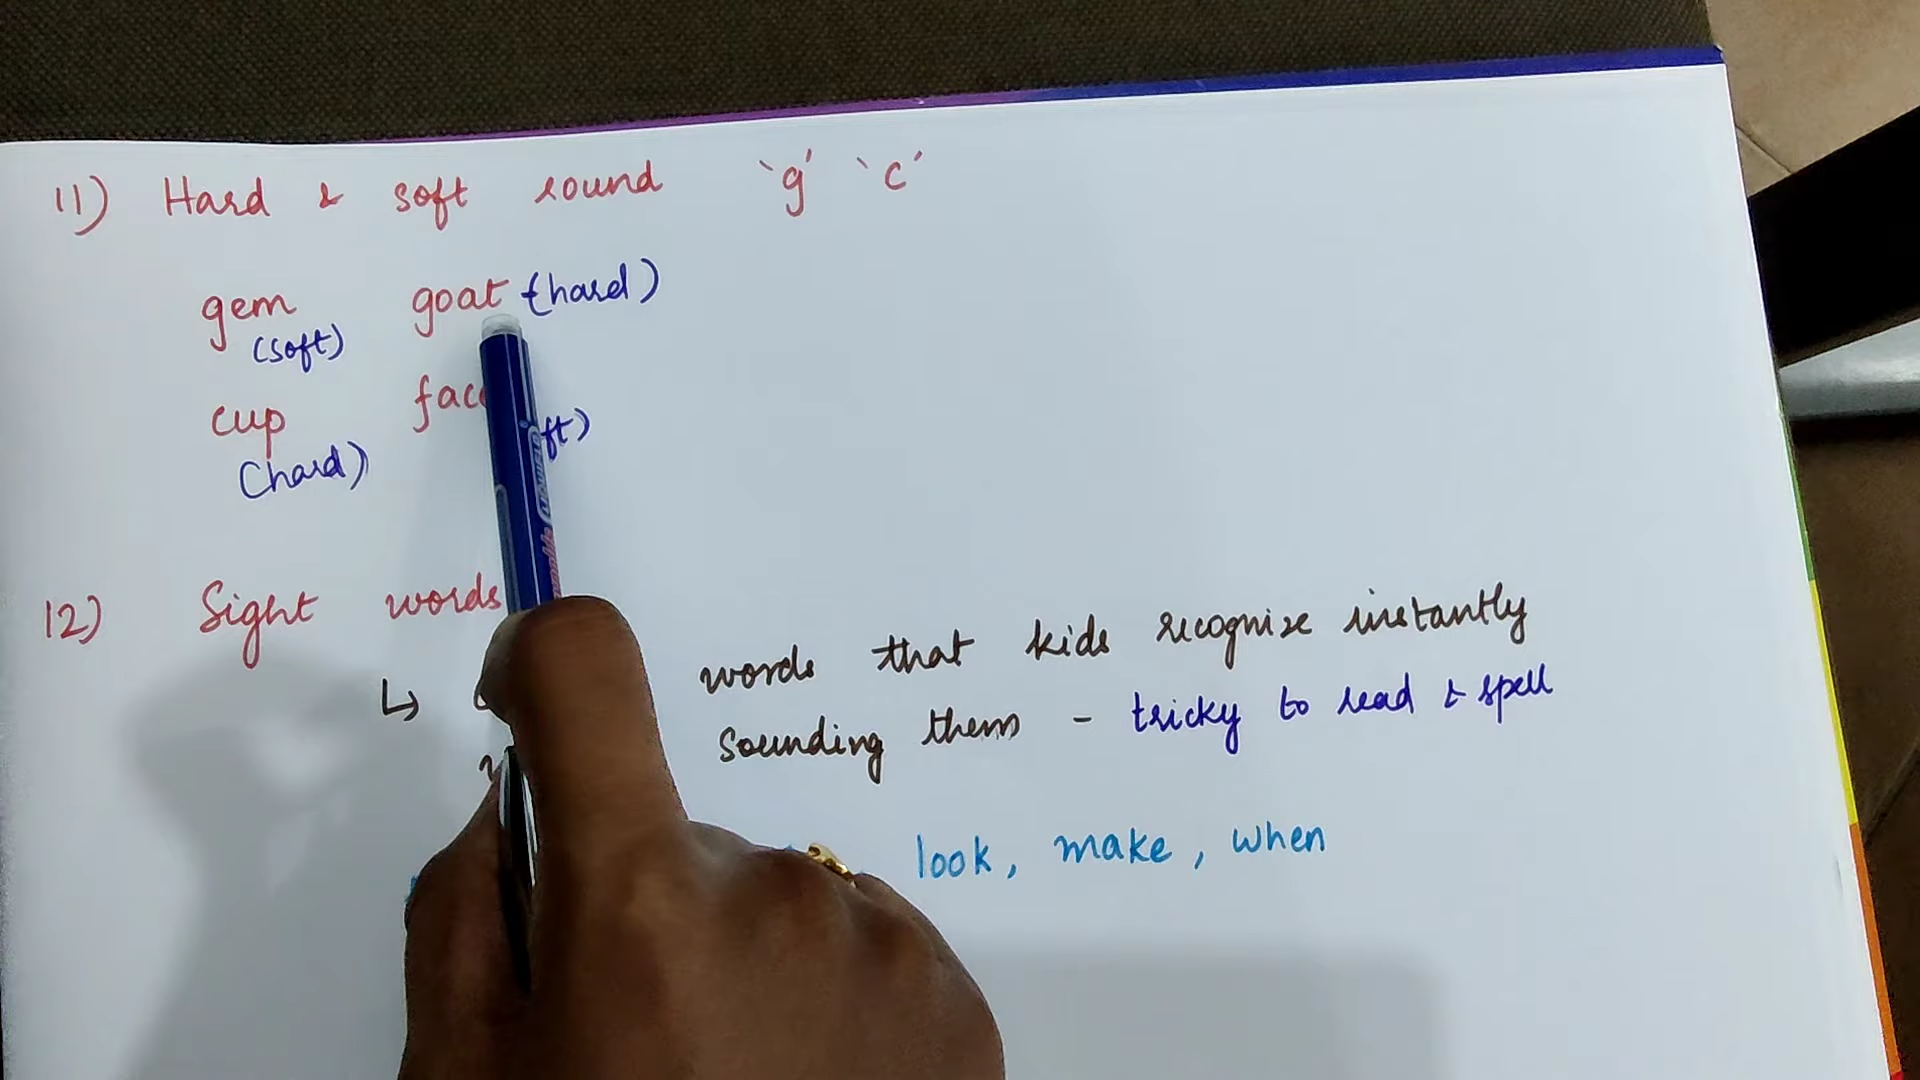 11) Hard & soft sound 'g' 'c'
gem goat (hard)
(soft)
cup
(hard)
12) Sight words
↳ words that kids recognize instantly
sounding them - tricky to read & spell
look, make, when